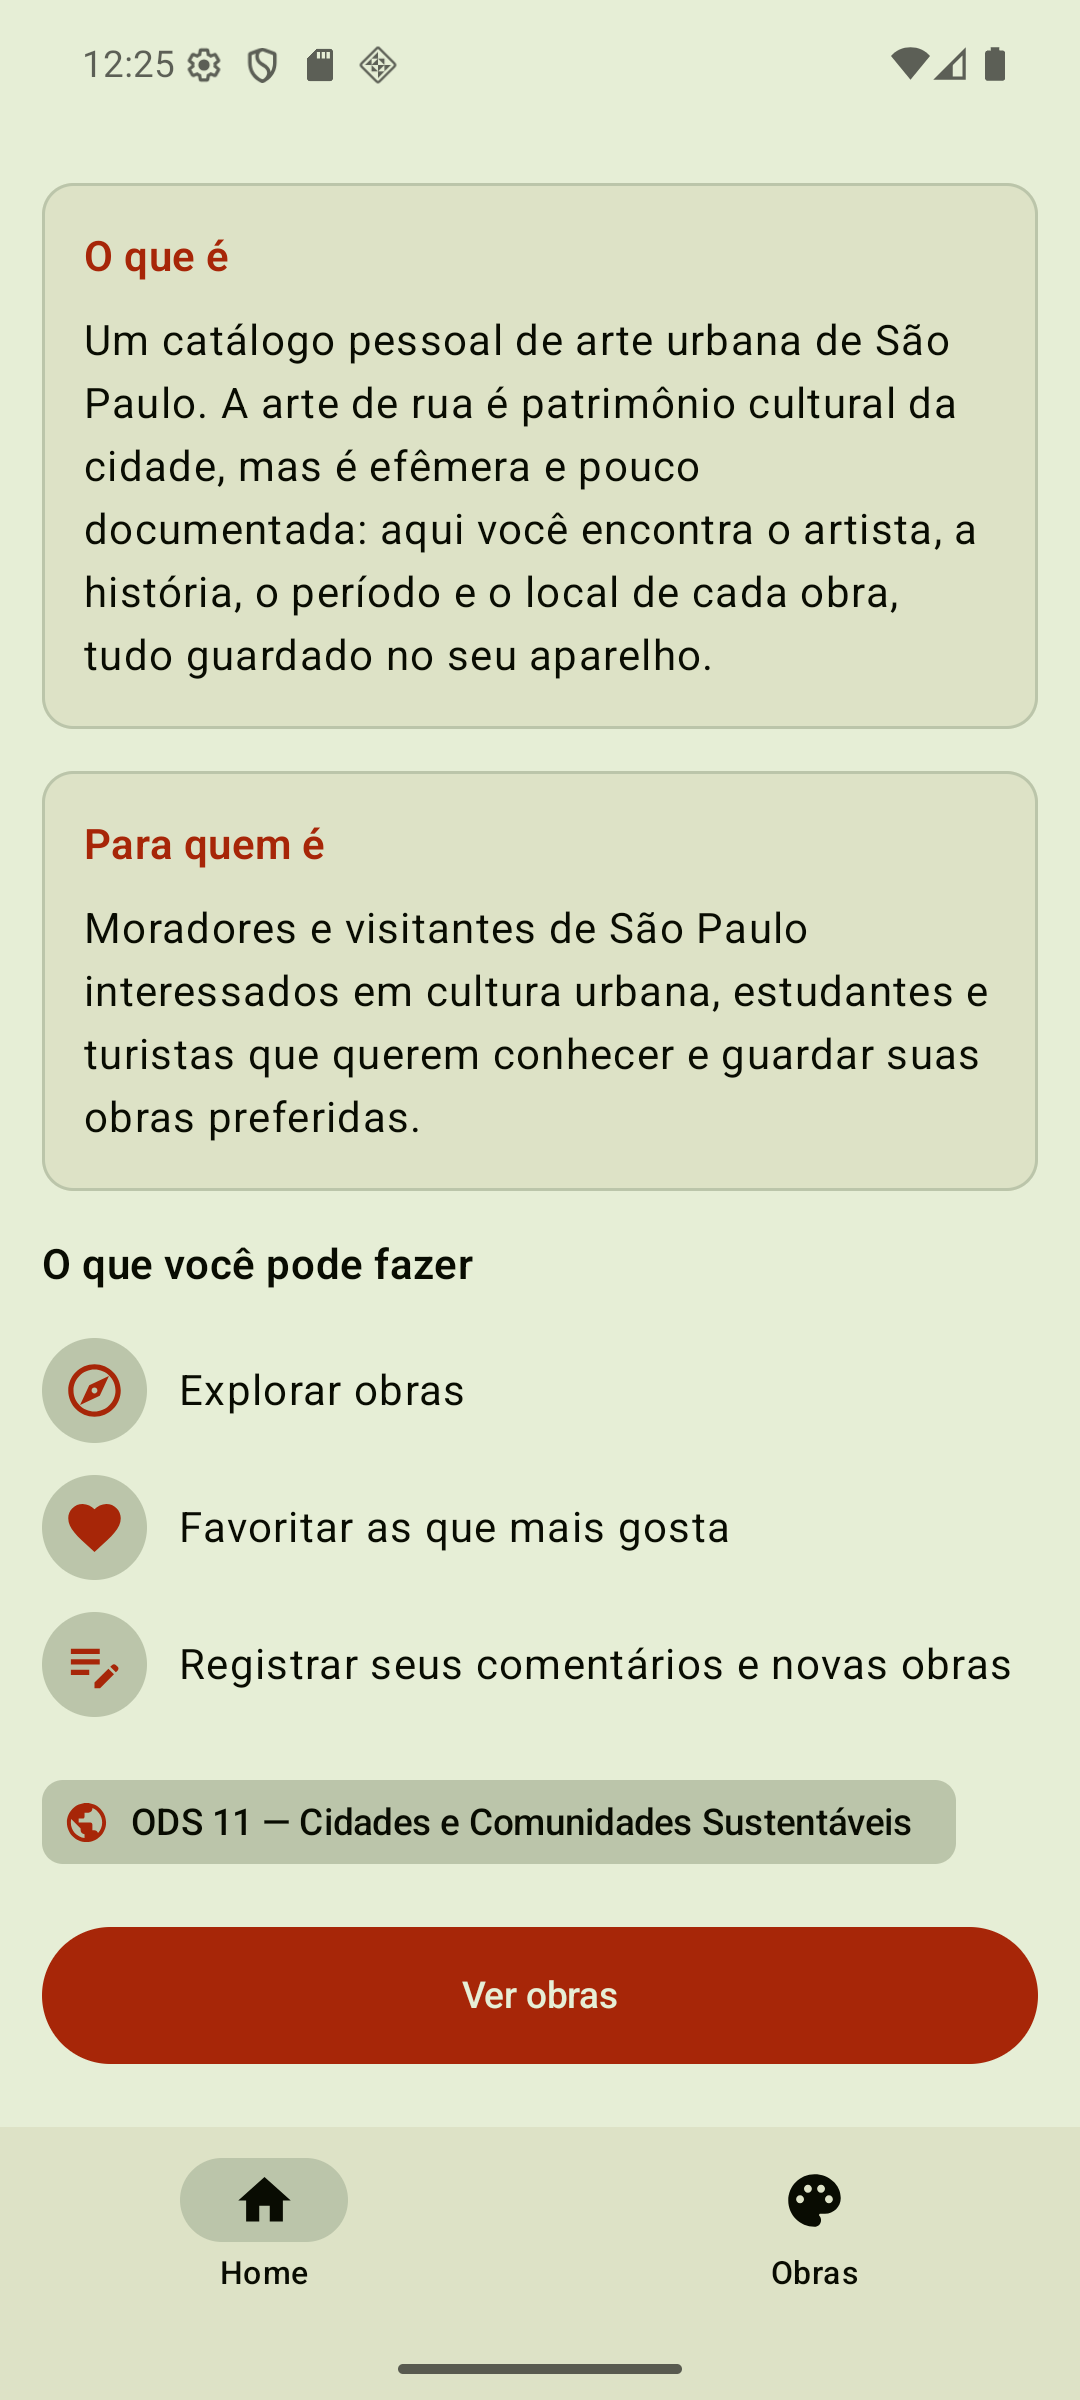 12:25
O que é
Um catálogo pessoal de arte urbana de São
Paulo. A arte de rua é patrimônio cultural da
cidade, mas é efêmera e pouco
documentada: aqui você encontra o artista, a
história, o período e o local de cada obra,
tudo guardado no seu aparelho.
Para quem é
Moradores e visitantes de São Paulo
interessados em cultura urbana, estudantes e
turistas que querem conhecer e guardar suas
obras preferidas.
O que você pode fazer
Explorar obras
Favoritar as que mais gosta
Registrar seus comentários e novas obras
ODS 11 — Cidades e Comunidades Sustentáveis
Ver obras
Home
Obras